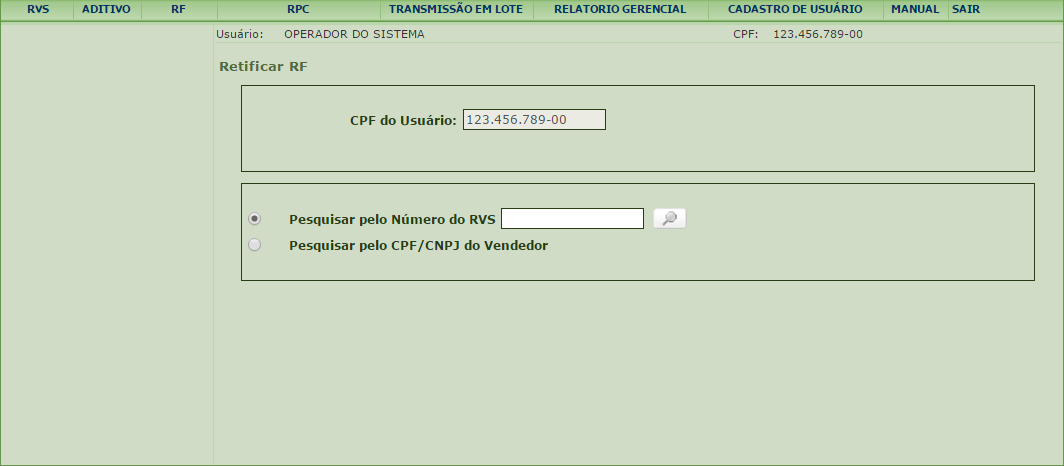 RVS ADITIVO RF RPC TRANSMISSÃO EM LOTE RELATORIO GERENCIAL CADASTRO DE USUÁRIO MANUAL SAIR
Usuário: OPERADOR DO SISTEMA CPF: 123.456.789-00
Retificar RF
CPF do Usuário: 123.456.789-00
Pesquisar pelo Número do RVS
Pesquisar pelo CPF/CNPJ do Vendedor